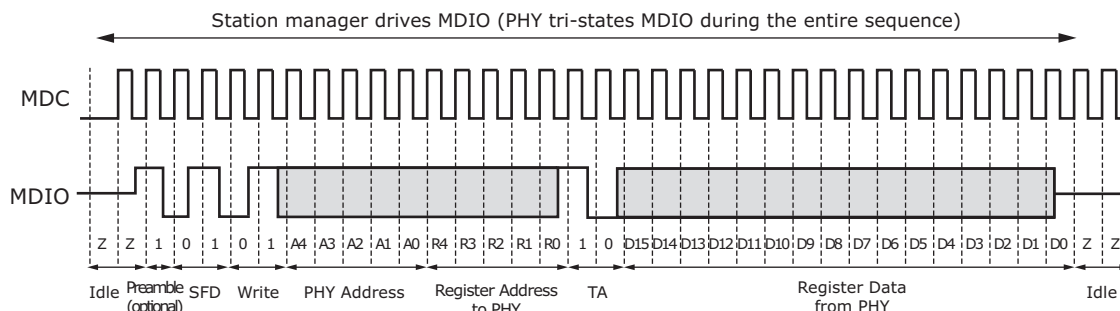 Station manager drives MDIO (PHY tri-states MDIO during the entire sequence)
MDC
MDIO
Z Z 1 0 1 0 1 A4 A3 A2 A1 A0 R4 R3 R2 R1 R0 1 0 D15 D14 D13 D12 D11 D10 D9 D8 D7 D6 D5 D4 D3 D2 D1 D0 Z Z
Idle Preamble SFD Write PHY Address Register Address TA Register Data Idle
(optional) to PHY from PHY